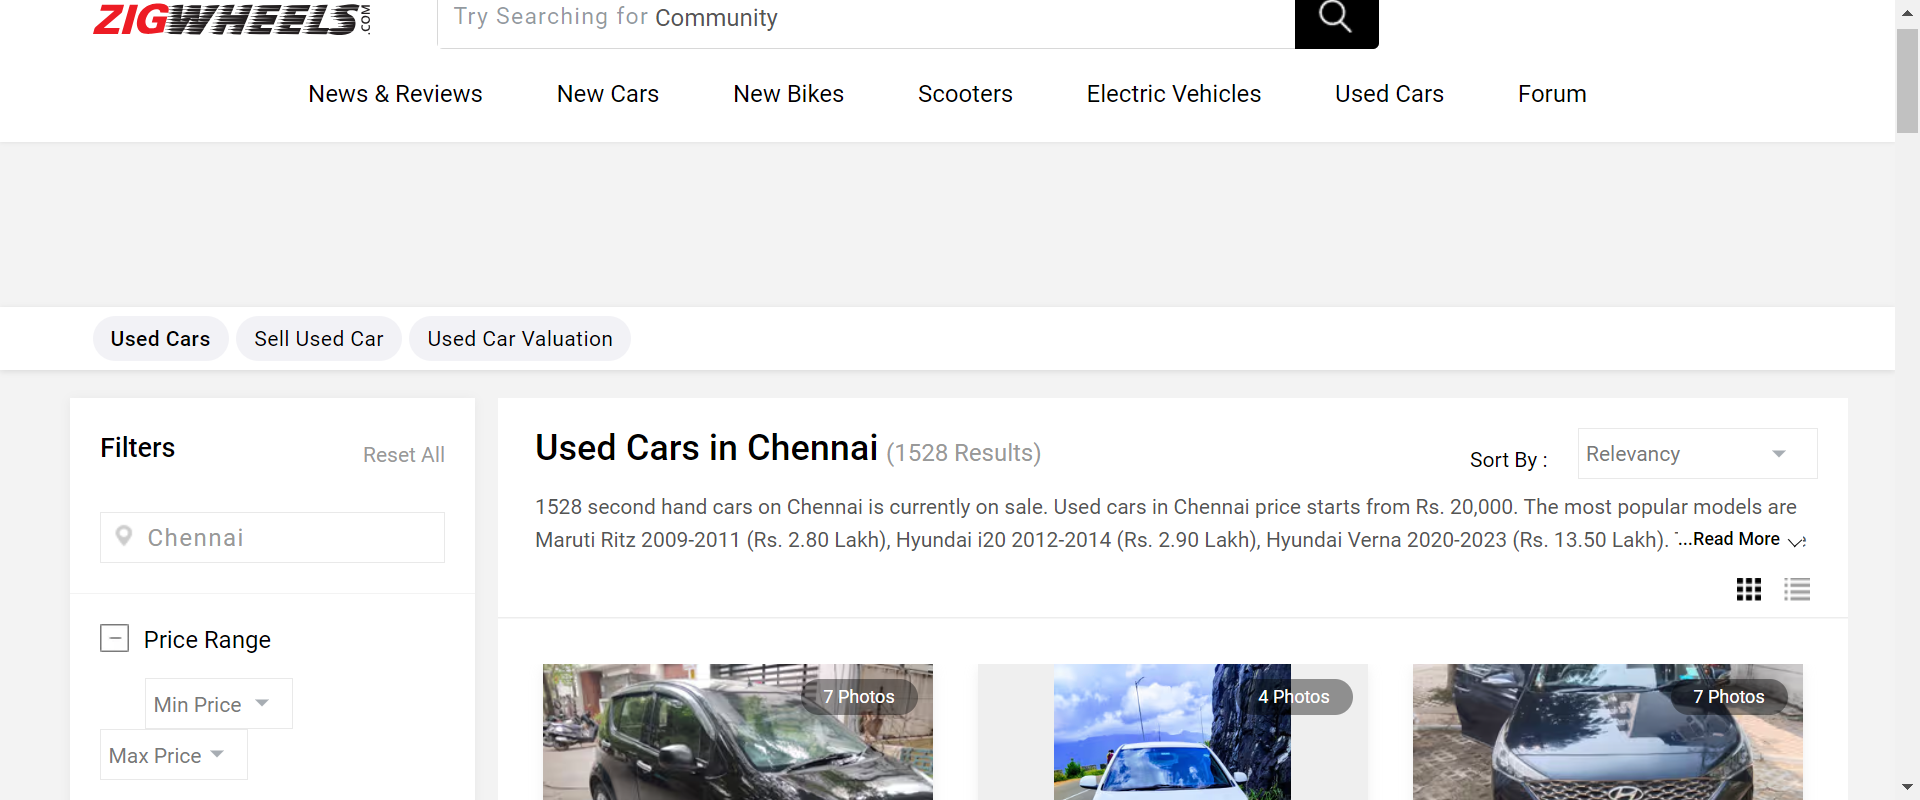 ZIGWHEELS.COM
Try Searching for Community
News & Reviews New Cars New Bikes Scooters Electric Vehicles Used Cars Forum
Used Cars Sell Used Car Used Car Valuation
Filters
Reset All
Chennai
Price Range
Min Price
Max Price
Used Cars in Chennai (1528 Results)
Sort By : Relevancy
1528 second hand cars on Chennai is currently on sale. Used cars in Chennai price starts from Rs. 20,000. The most popular models are
Maruti Ritz 2009-2011 (Rs. 2.80 Lakh), Hyundai i20 2012-2014 (Rs. 2.90 Lakh), Hyundai Verna 2020-2023 (Rs. 13.50 Lakh). ...Read More
7 Photos
4 Photos
7 Photos